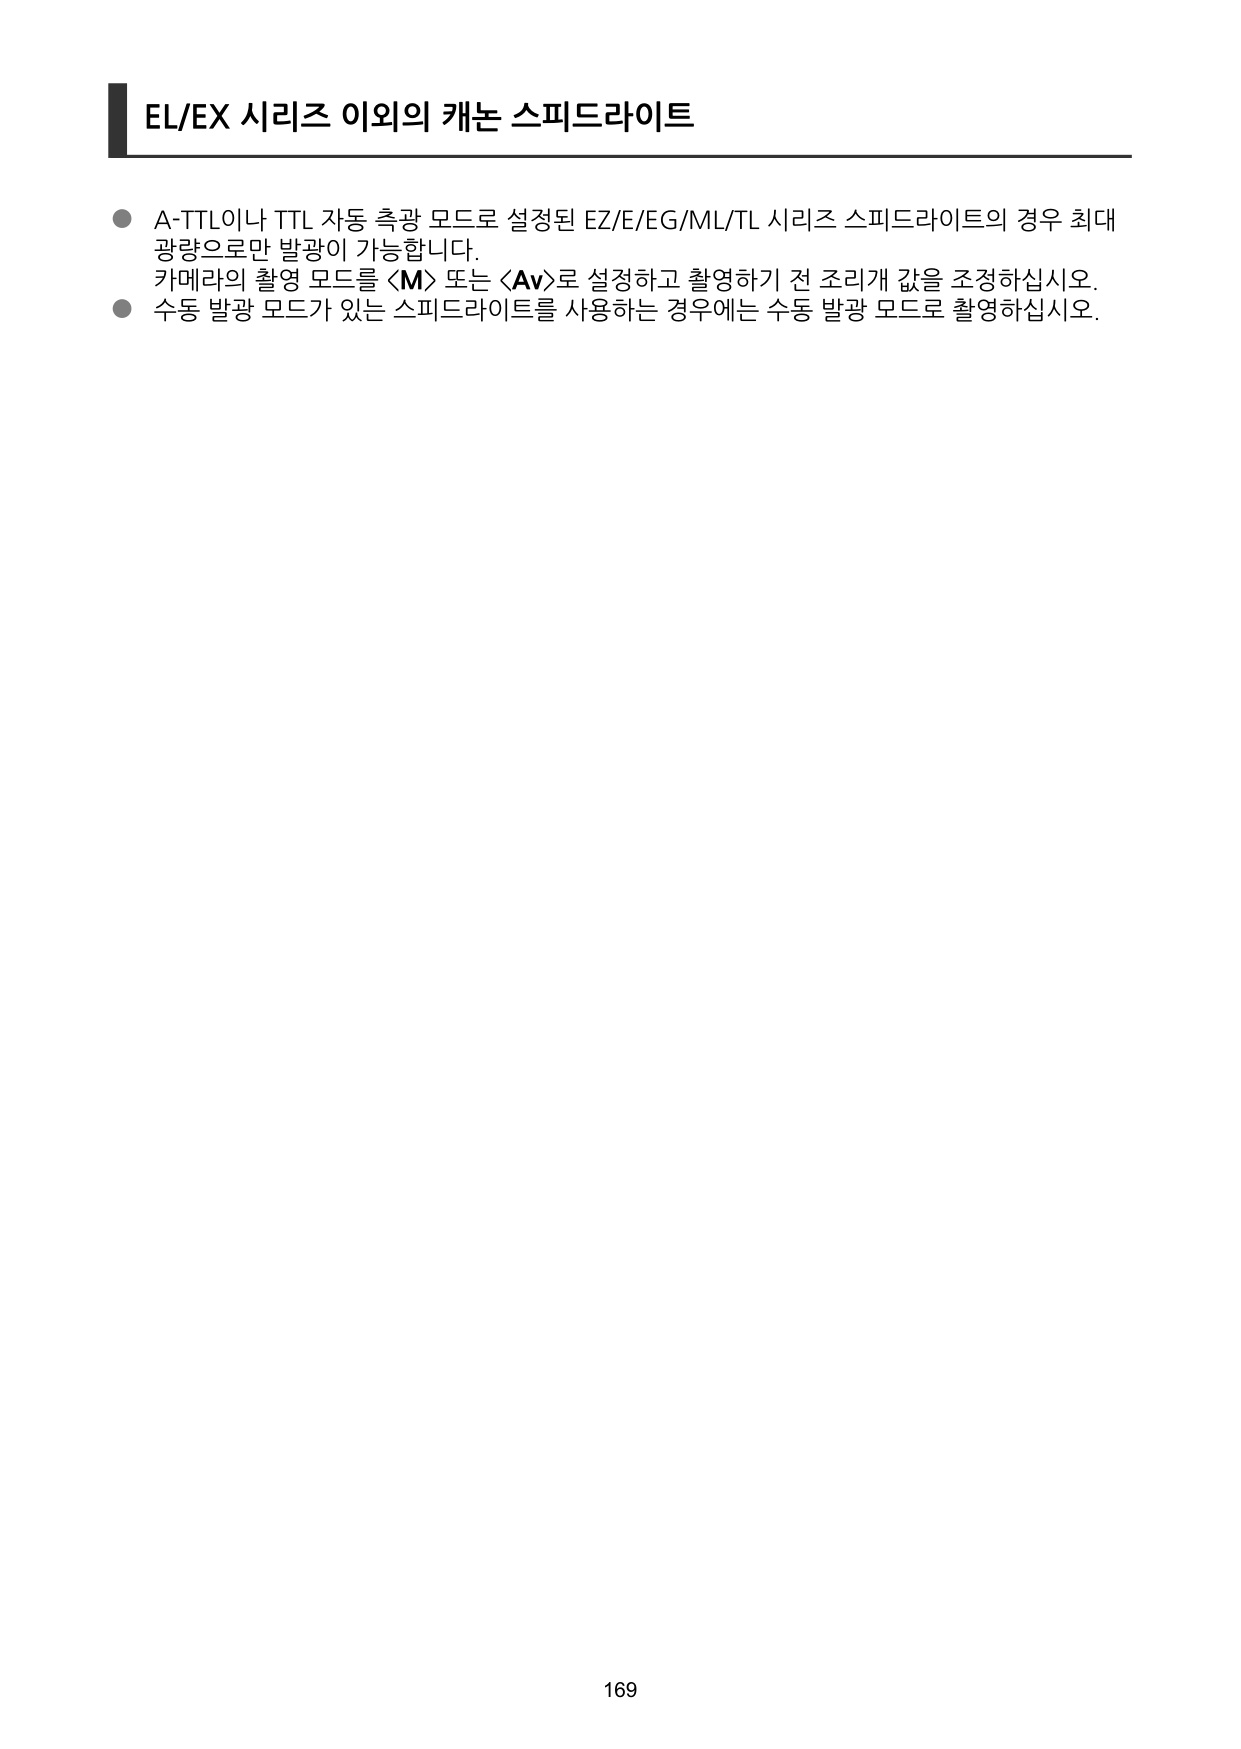 EL/EX 시리즈 이외의 캐논 스피드라이트
● A-TTL이나 TTL 자동 측광 모드로 설정된 EZ/E/EG/ML/TL 시리즈 스피드라이트의 경우 최대
광량으로만 발광이 가능합니다.
카메라의 촬영 모드를 <M> 또는 <Av>로 설정하고 촬영하기 전 조리개 값을 조정하십시오.
● 수동 발광 모드가 있는 스피드라이트를 사용하는 경우에는 수동 발광 모드로 촬영하십시오.
169